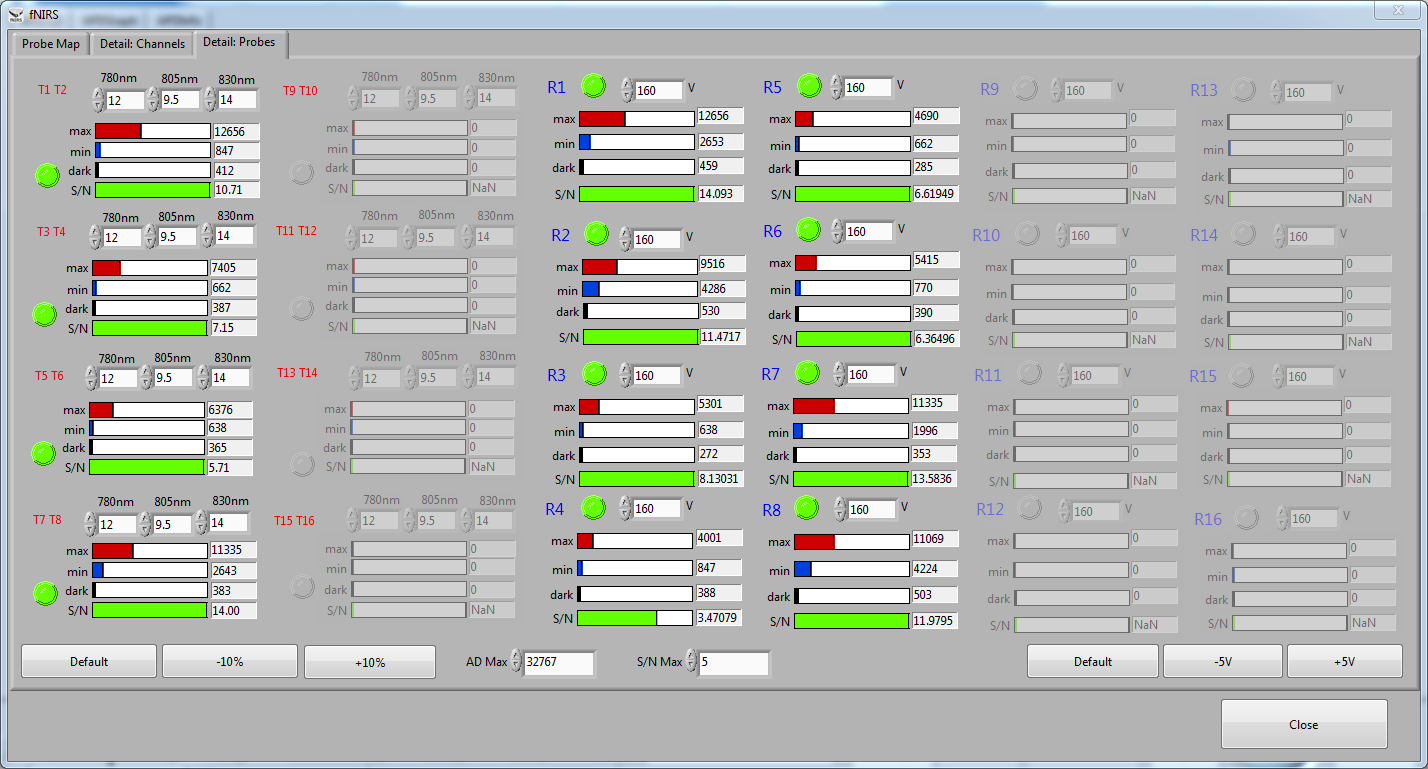 fNIRS
Probe Map Detail: Channels Detail: Probes
T1 T2 780nm 805nm 830nm
12 9.5 14
max 12656
min 847
dark 412
S/N 10.71
T3 T4 780nm 805nm 830nm
12 9.5 14
max 7405
min 662
dark 387
S/N 7.15
T5 T6 780nm 805nm 830nm
12 9.5 14
max 6376
min 638
dark 365
S/N 5.71
T7 T8 780nm 805nm 830nm
12 9.5 14
max 11335
min 2643
dark 383
S/N 14.00
T9 T10 780nm 805nm 830nm
12 9.5 14
max 0
min 0
dark 0
S/N NaN
T11 T12 780nm 805nm 830nm
12 9.5 14
max 0
min 0
dark 0
S/N NaN
T13 T14 780nm 805nm 830nm
12 9.5 14
max 0
min 0
dark 0
S/N NaN
T15 T16 780nm 805nm 830nm
12 9.5 14
max 0
min 0
dark 0
S/N NaN
R1 160 V
max 12656
min 2653
dark 459
S/N 14.093
R2 160 V
max 9516
min 4286
dark 530
S/N 11.4717
R3 160 V
max 5301
min 638
dark 272
S/N 8.13031
R4 160 V
max 4001
min 847
dark 388
S/N 3.47079
R5 160 V
max 4690
min 662
dark 285
S/N 6.61949
R6 160 V
max 5415
min 770
dark 390
S/N 6.36496
R7 160 V
max 11335
min 1996
dark 353
S/N 13.5836
R8 160 V
max 11069
min 4224
dark 503
S/N 11.9795
R9 160 V
max 0
min 0
dark 0
S/N NaN
R10 160 V
max 0
min 0
dark 0
S/N NaN
R11 160 V
max 0
min 0
dark 0
S/N NaN
R12 160 V
max 0
min 0
dark 0
S/N NaN
R13 160 V
max 0
min 0
dark 0
S/N NaN
R14 160 V
max 0
min 0
dark 0
S/N NaN
R15 160 V
max 0
min 0
dark 0
S/N NaN
R16 160 V
max 0
min 0
dark 0
S/N NaN
Default -10% +10% AD Max 32767 S/N Max 5 Default -5V +5V
Close